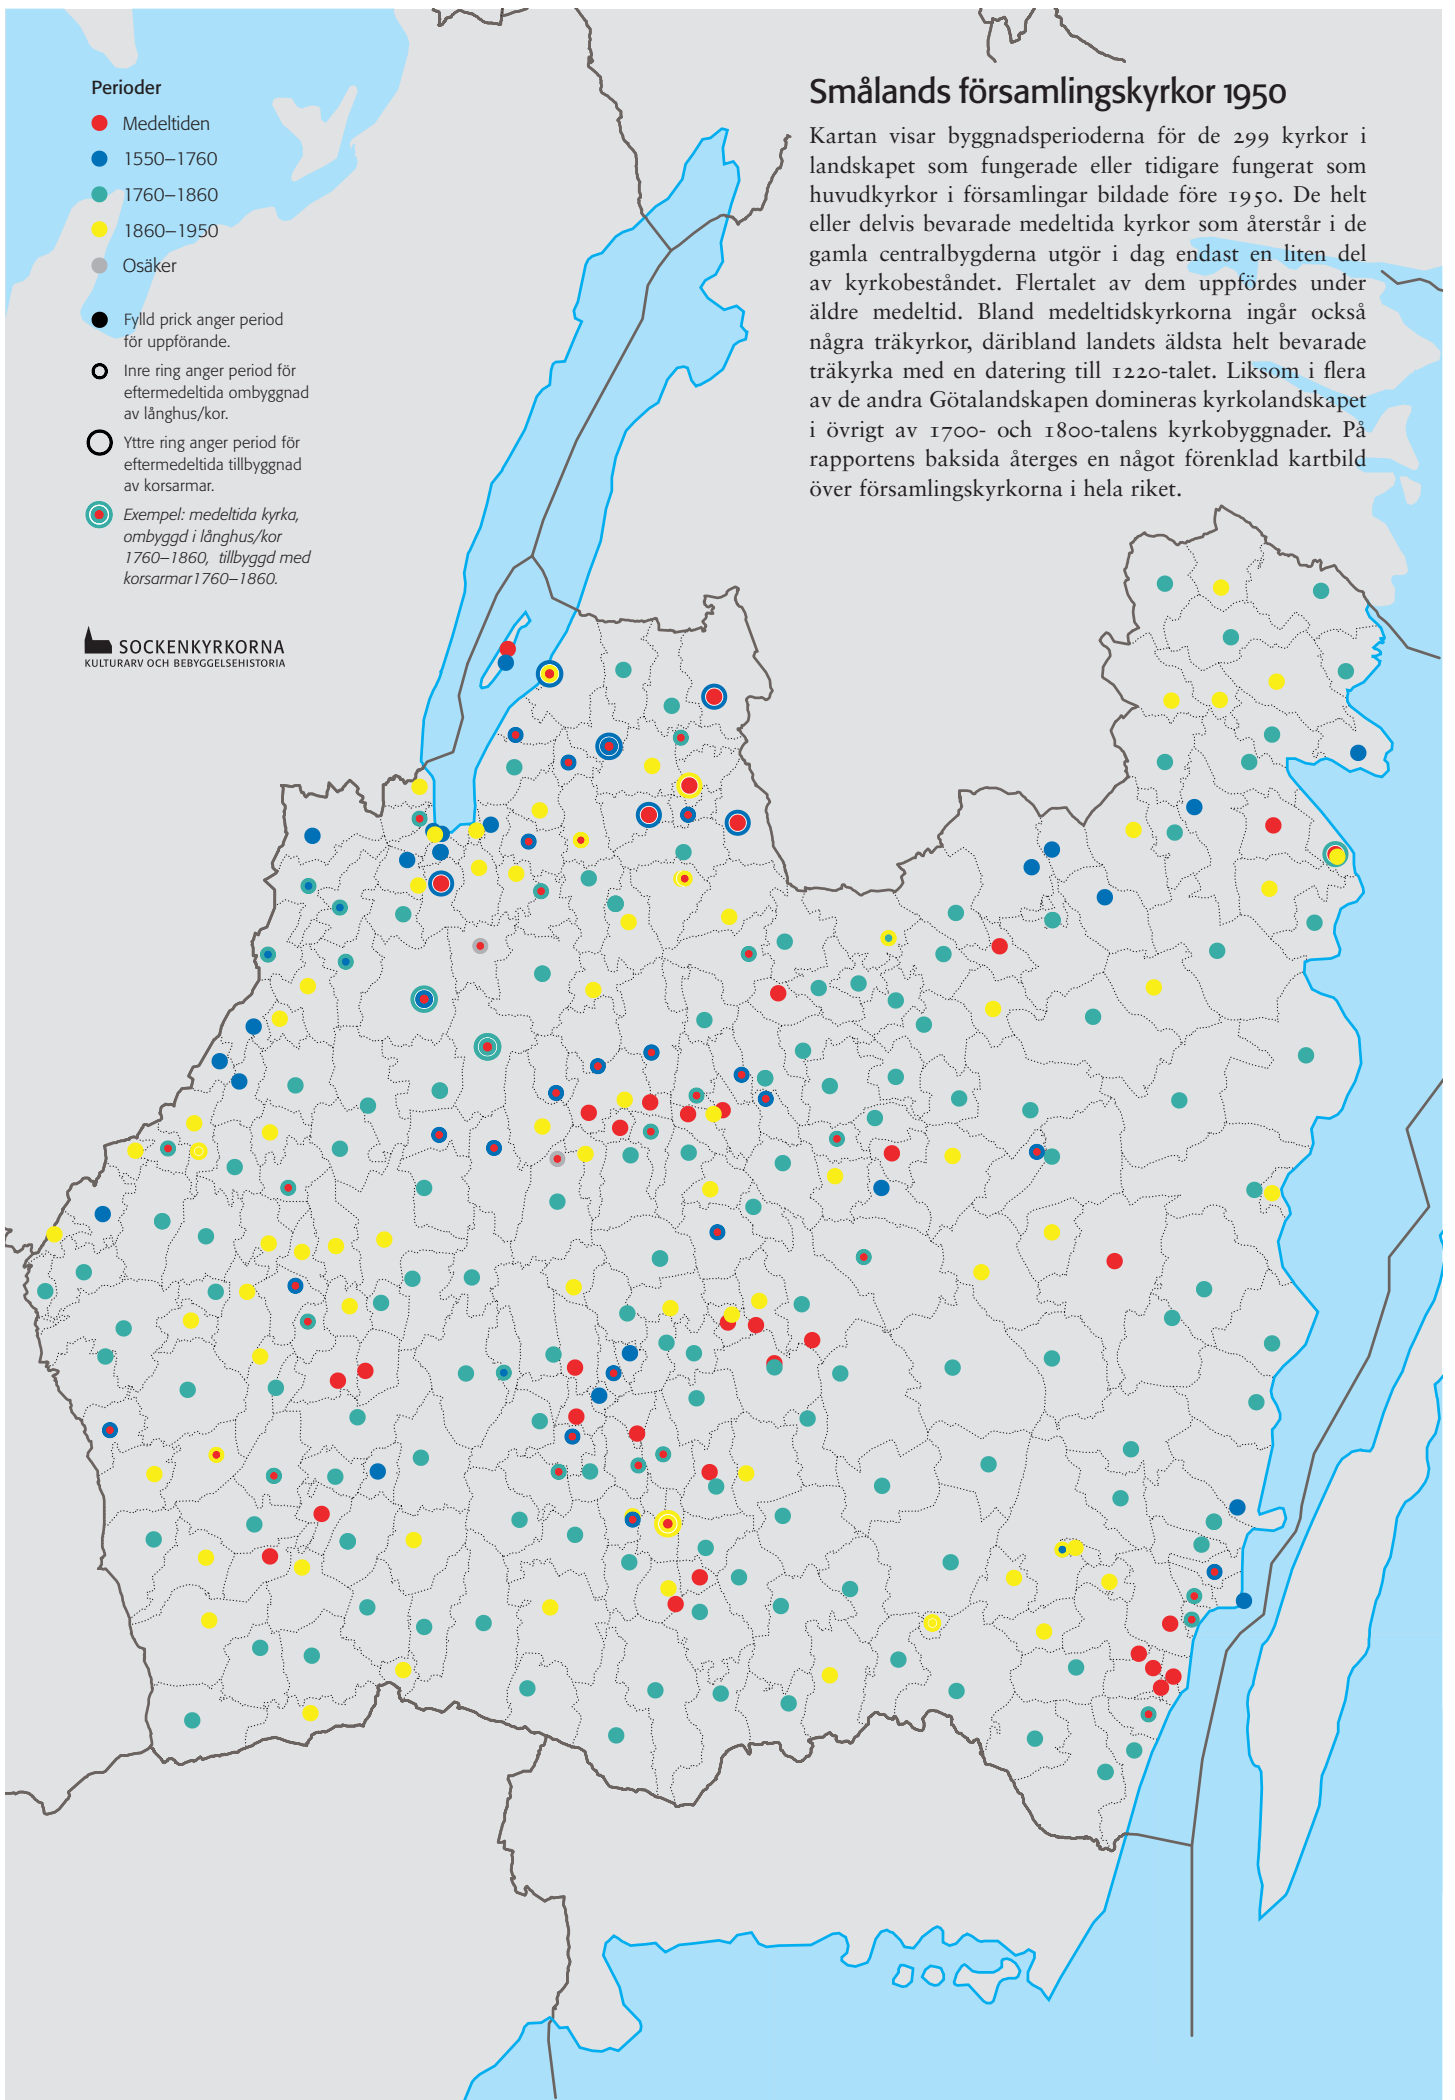 Perioder
Medeltiden
1550–1760
1760–1860
1860–1950
Osäker
Fylld prick anger period
för uppförande.
Inre ring anger period för
eftermedeltida ombyggnad
av långhus/kor.
Yttre ring anger period för
eftermedeltida tillbyggnad
av korsarmar.
Exempel: medeltida kyrka,
ombyggd i långhus/kor
1760–1860, tillbyggd med
korsarmar1760–1860.
SOCKENKYRKORNA
KULTURARV OCH BEBYGGELSEHISTORIA
Smålands församlingskyrkor 1950
Kartan visar byggnadsperioderna för de 299 kyrkor i
landskapet som fungerade eller tidigare fungerat som
huvudkyrkor i församlingar bildade före 1950. De helt
eller delvis bevarade medeltida kyrkor som återstår i de
gamla centralbygderna utgör i dag endast en liten del
av kyrkobeståndet. Flertalet av dem uppfördes under
äldre medeltid. Bland medeltidskyrkorna ingår också
några träkyrkor, däribland landets äldsta helt bevarade
träkyrka med en datering till 1220-talet. Liksom i flera
av de andra Götalandskapen domineras kyrkolandskapet
i övrigt av 1700- och 1800-talens kyrkobyggnader. På
rapportens baksida återges en något förenklad kartbild
över församlingskyrkorna i hela riket.